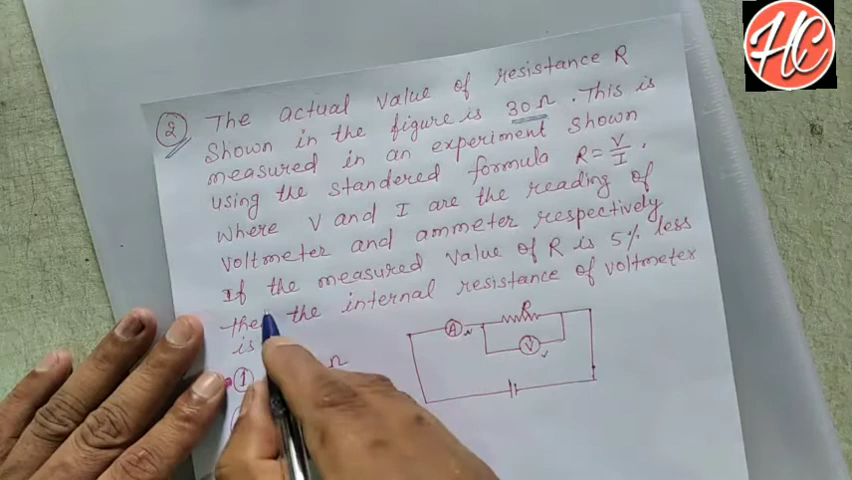 HC
② The actual value of resistance R
Shown in the figure is 30Ω. This is
measured in an experiment shown
using the standered formula R=V/I.
Where V and I are the reading of
voltmeter and ammeter respectively
If the measured value of R is 5% less
then the internal resistance of voltmeter
is
① Ω
R
A
V